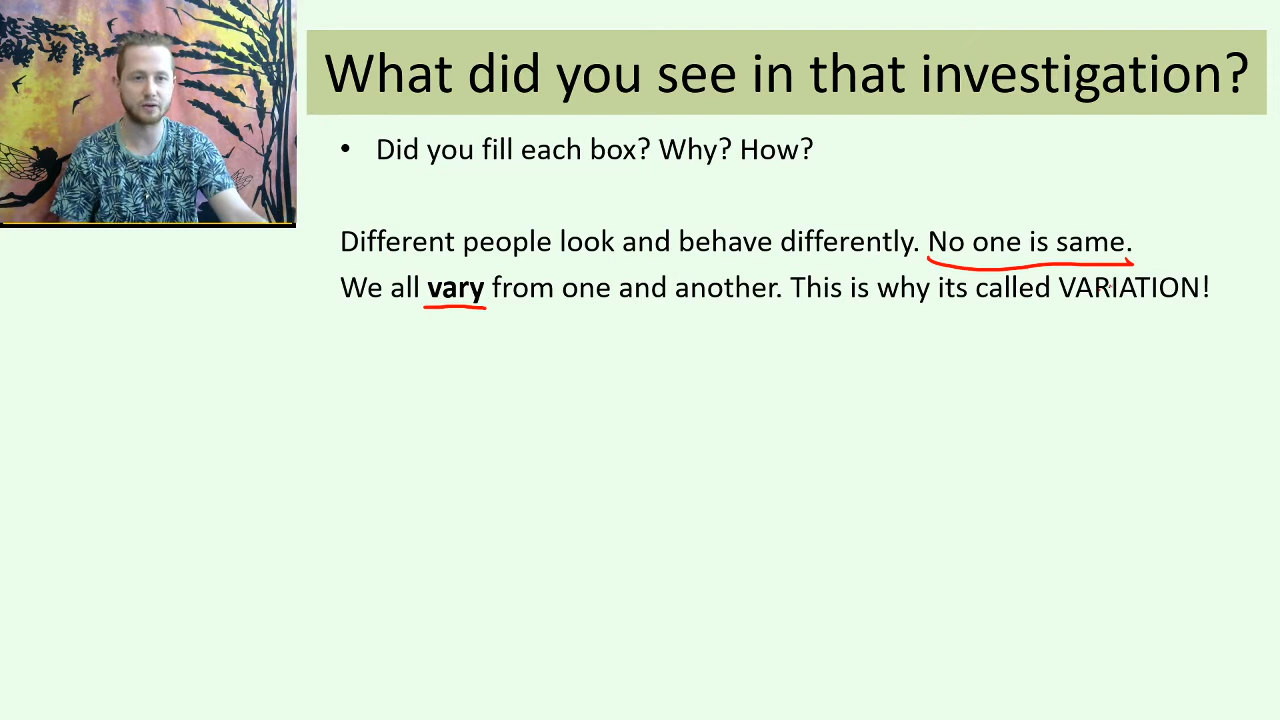 What did you see in that investigation?
• Did you fill each box? Why? How?
Different people look and behave differently. No one is same.
We all vary from one and another. This is why its called VARIATION!